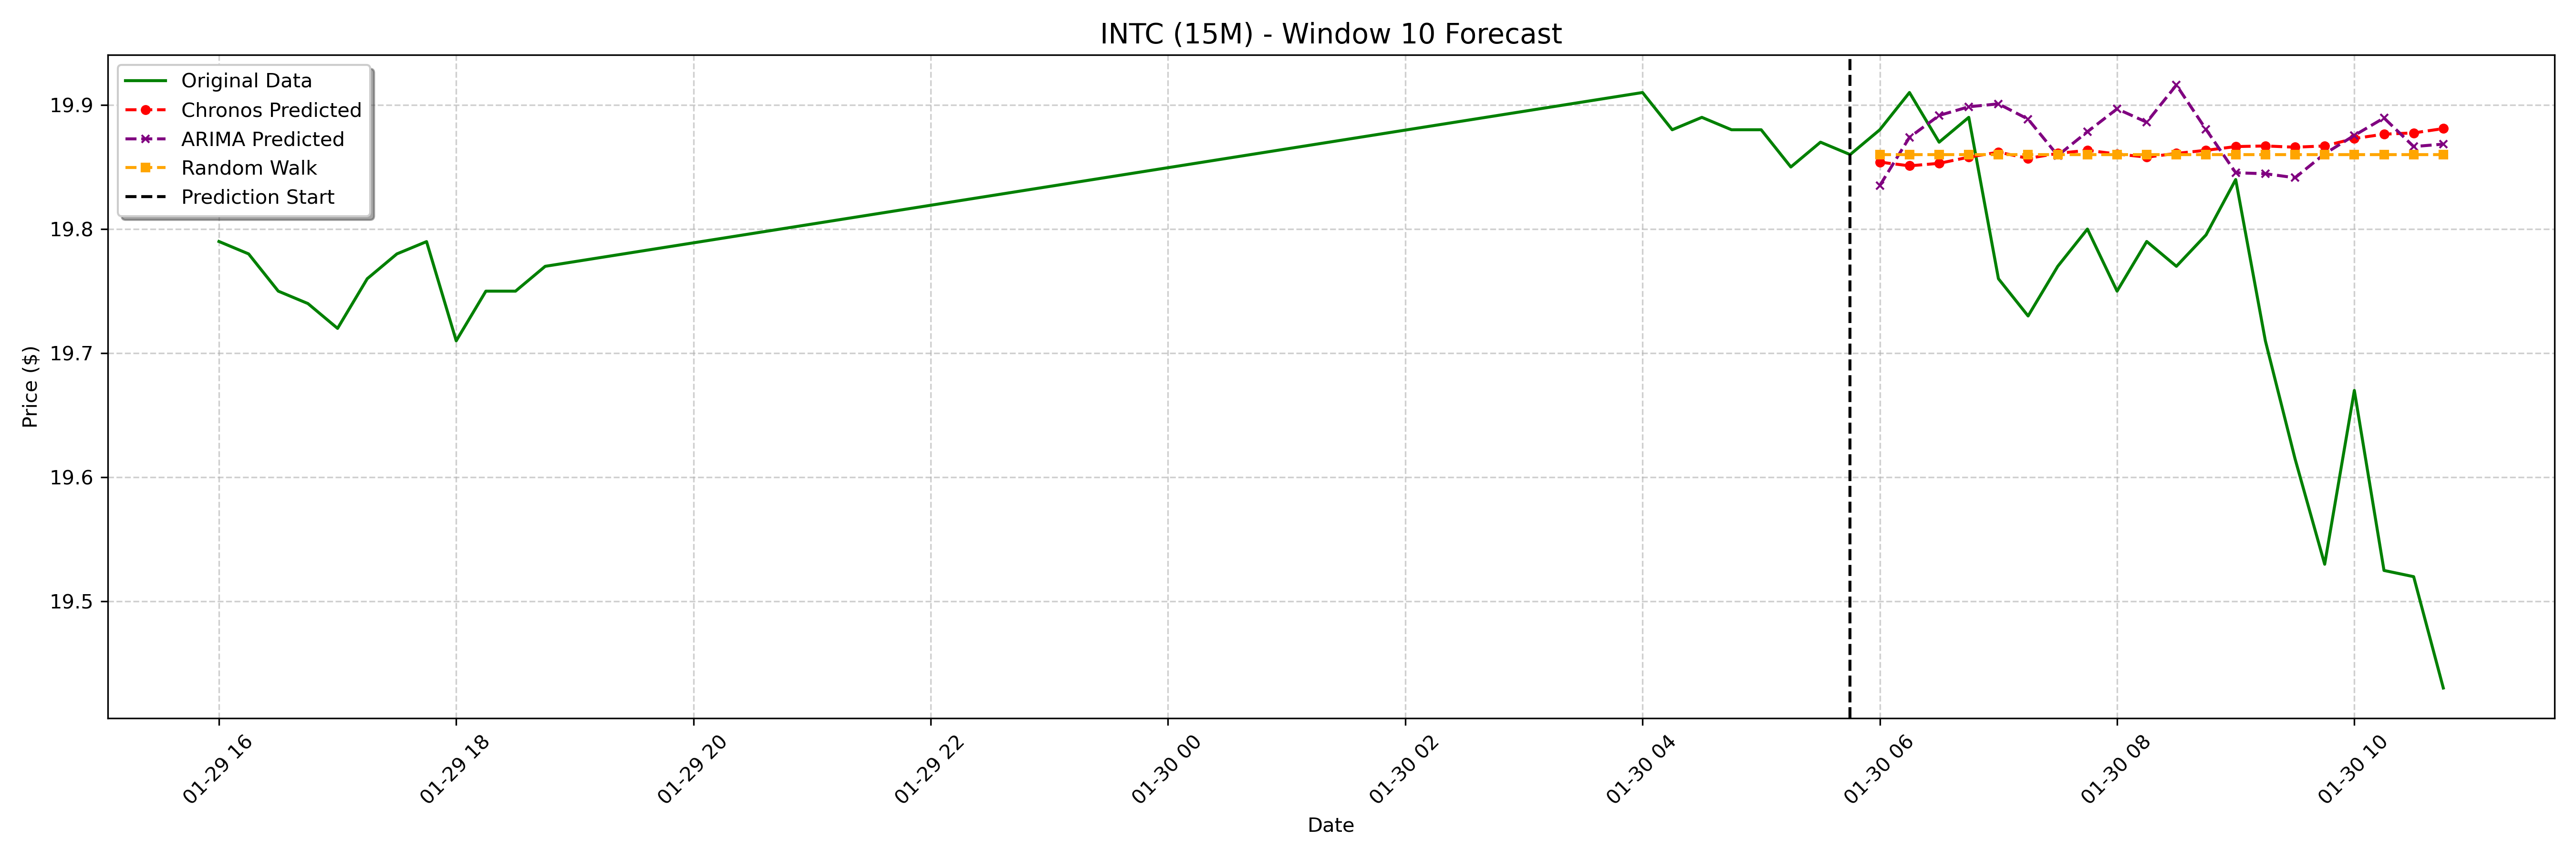 INTC (15M) - Window 10 Forecast
Original Data
Chronos Predicted
ARIMA Predicted
Random Walk
Prediction Start
Price ($)
19.9
19.8
19.7
19.6
19.5
01-29 16
01-29 18
01-29 20
01-29 22
01-30 00
01-30 02
01-30 04
01-30 06
01-30 08
01-30 10
Date